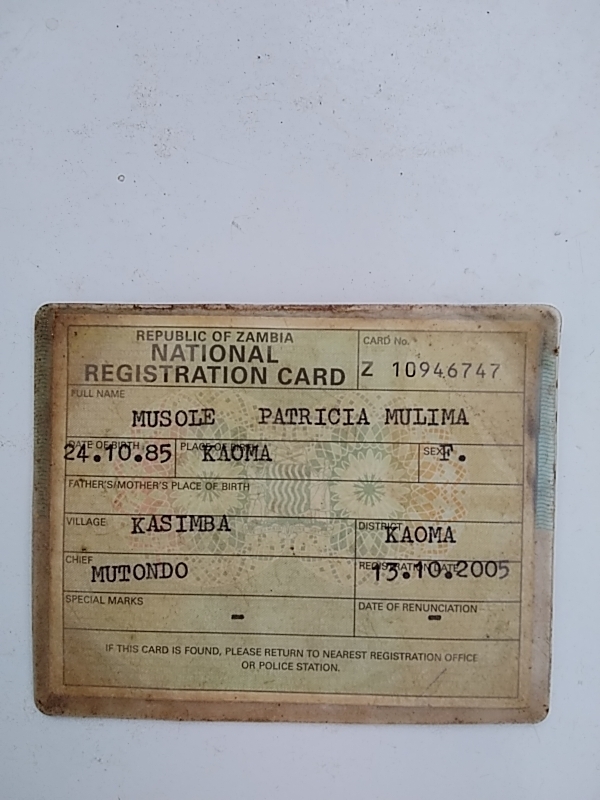 REPUBLIC OF ZAMBIA
NATIONAL
REGISTRATION CARD
CARD No.
Z 10946747
FULL NAME
MUSOLE PATRICIA MULIMA
DATE OF BIRTH
24.10.85
PLACE OF BIRTH
KAOMA
SEX
F.
FATHER'S/MOTHER'S PLACE OF BIRTH
VILLAGE
KASIMBA
DISTRICT
KAOMA
CHIEF
MUTONDO
REGISTRATION DATE
13.10.2005
SPECIAL MARKS
-
DATE OF RENUNCIATION
-
IF THIS CARD IS FOUND, PLEASE RETURN TO NEAREST REGISTRATION OFFICE
OR POLICE STATION.